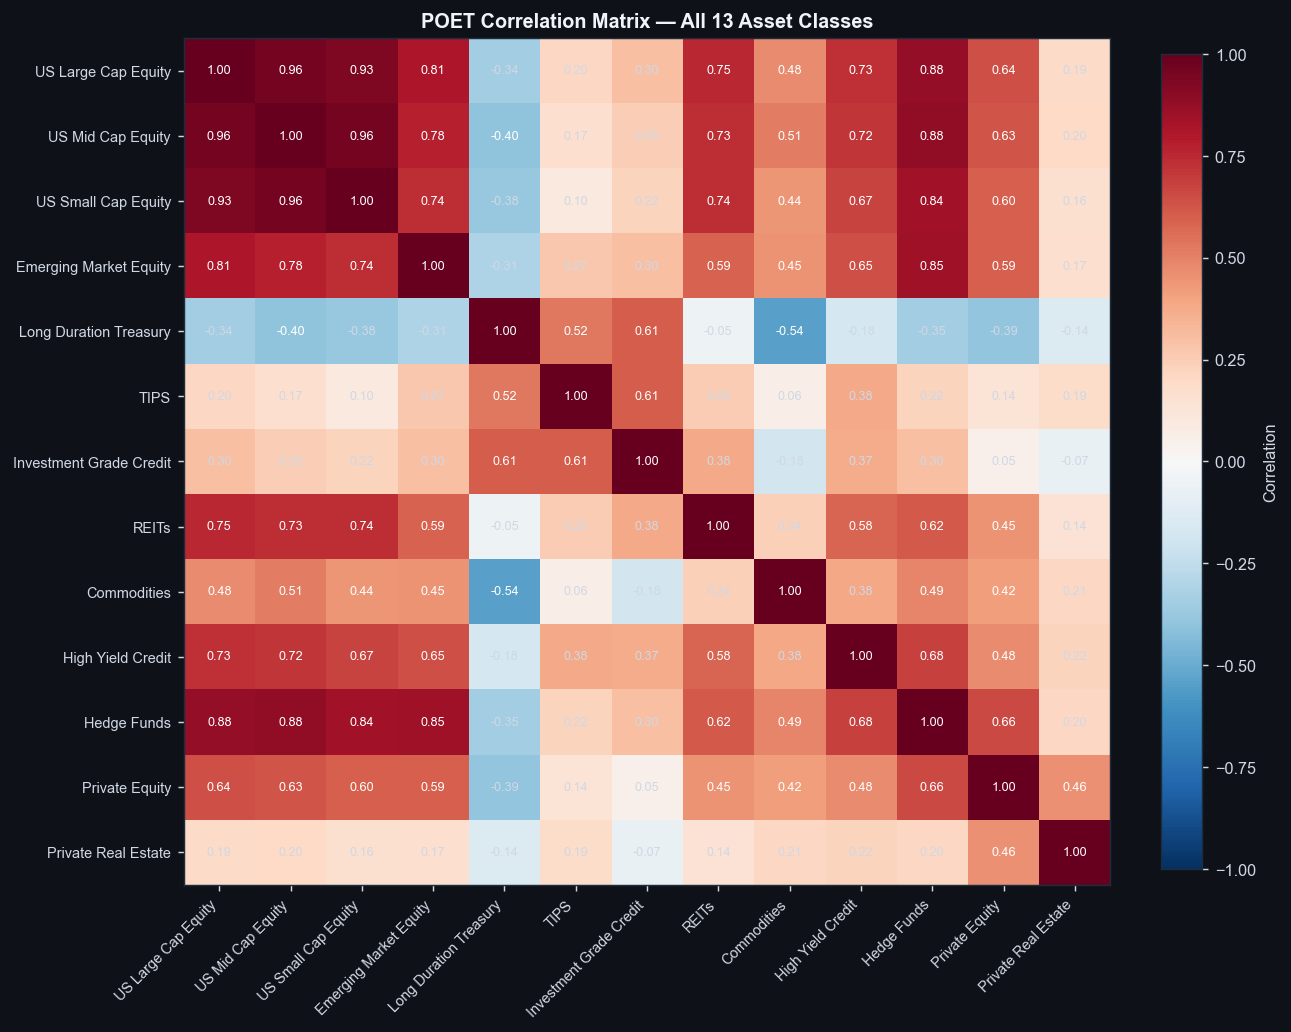 POET Correlation Matrix — All 13 Asset Classes
US Large Cap Equity 1.00 0.96 0.93 0.81 -0.34 0.20 0.30 0.75 0.48 0.73 0.88 0.64 0.19
US Mid Cap Equity 0.96 1.00 0.96 0.78 -0.40 0.17 0.73 0.51 0.72 0.88 0.63 0.20
US Small Cap Equity 0.93 0.96 1.00 0.74 -0.38 0.10 0.22 0.74 0.44 0.67 0.84 0.60 0.16
Emerging Market Equity 0.81 0.78 0.74 1.00 -0.31 0.30 0.59 0.45 0.65 0.85 0.59 0.17
Long Duration Treasury -0.34 -0.40 -0.38 -0.31 1.00 0.52 0.61 -0.05 -0.54 -0.18 -0.35 -0.39 -0.14
TIPS 0.20 0.17 0.10 0.52 1.00 0.61 0.06 0.38 0.22 0.14 0.19
Investment Grade Credit 0.30 0.22 0.30 0.61 0.61 1.00 0.38 -0.18 0.37 0.30 0.05 -0.07
REITs 0.75 0.73 0.74 0.59 -0.05 0.38 1.00 0.58 0.62 0.45 0.14
Commodities 0.48 0.51 0.44 0.45 -0.54 0.06 -0.18 1.00 0.38 0.49 0.42 0.21
High Yield Credit 0.73 0.72 0.67 0.65 -0.18 0.38 0.37 0.58 0.38 1.00 0.68 0.48 0.22
Hedge Funds 0.88 0.88 0.84 0.85 -0.35 0.22 0.30 0.62 0.49 0.68 1.00 0.66 0.20
Private Equity 0.64 0.63 0.60 0.59 -0.39 0.14 0.05 0.45 0.42 0.48 0.66 1.00 0.46
Private Real Estate 0.19 0.20 0.16 0.17 -0.14 0.19 -0.07 0.14 0.21 0.22 0.20 0.46 1.00
US Large Cap Equity
US Mid Cap Equity
US Small Cap Equity
Emerging Market Equity
Long Duration Treasury
TIPS
Investment Grade Credit
REITs
Commodities
High Yield Credit
Hedge Funds
Private Equity
Private Real Estate
1.00
0.75
0.50
0.25
0.00
−0.25
−0.50
−0.75
−1.00
Correlation